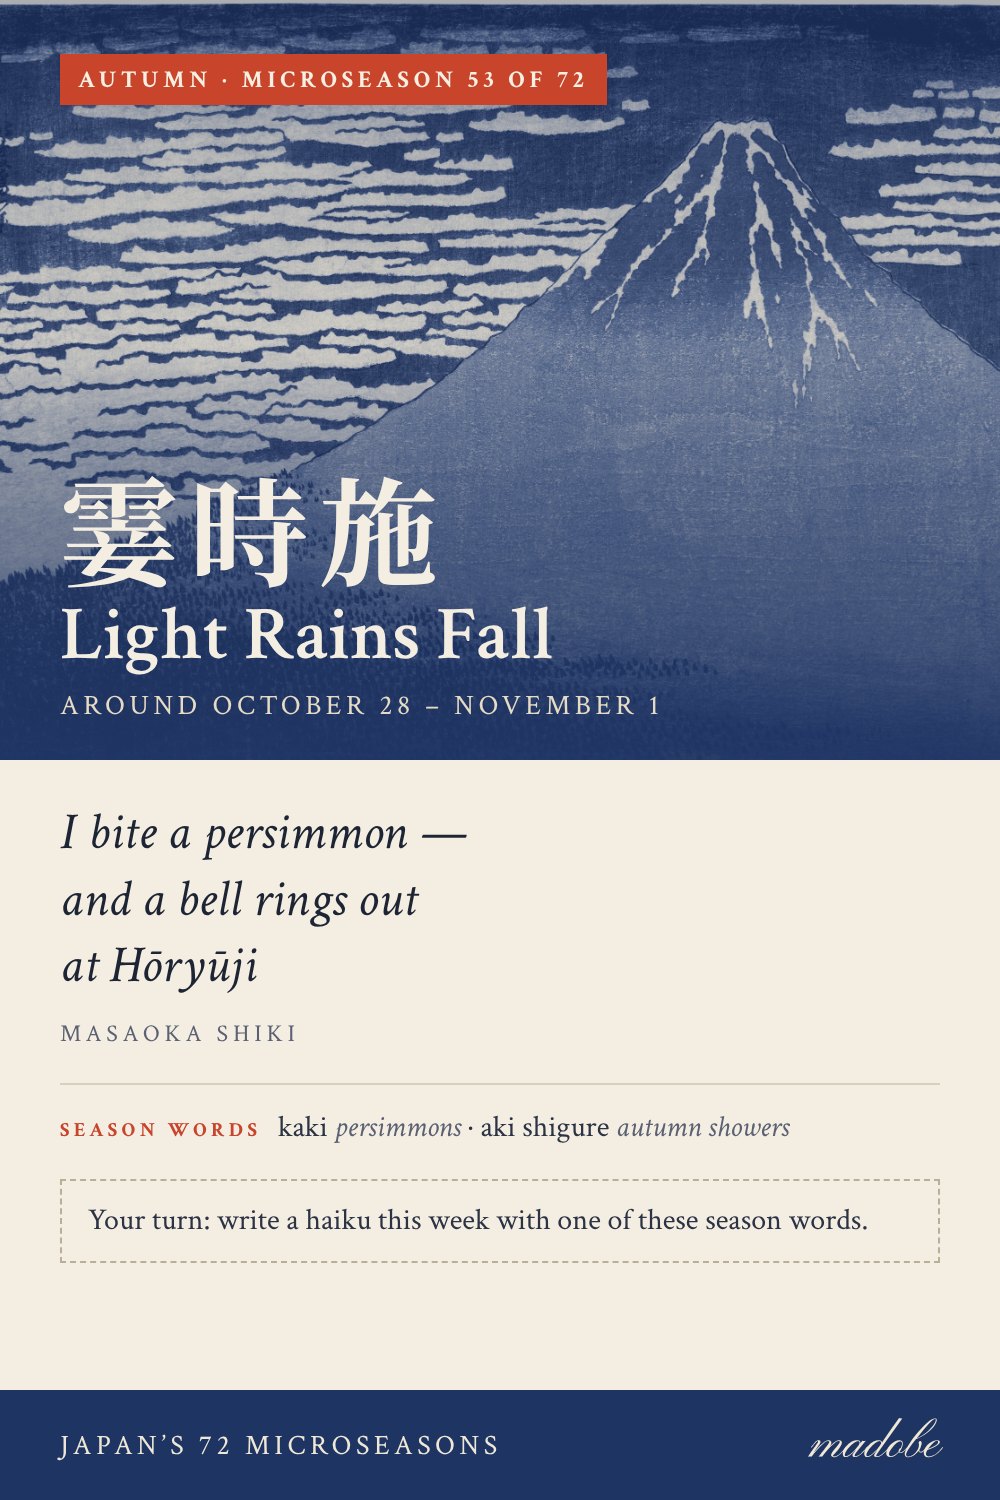 AUTUMN · MICROSEASON 53 OF 72
霎時施
Light Rains Fall
AROUND OCTOBER 28 – NOVEMBER 1
I bite a persimmon —
and a bell rings out
at Hōryūji
MASAOKA SHIKI
SEASON WORDS kaki persimmons · aki shigure autumn showers
Your turn: write a haiku this week with one of these season words.
JAPAN’S 72 MICROSEASONS
madobe